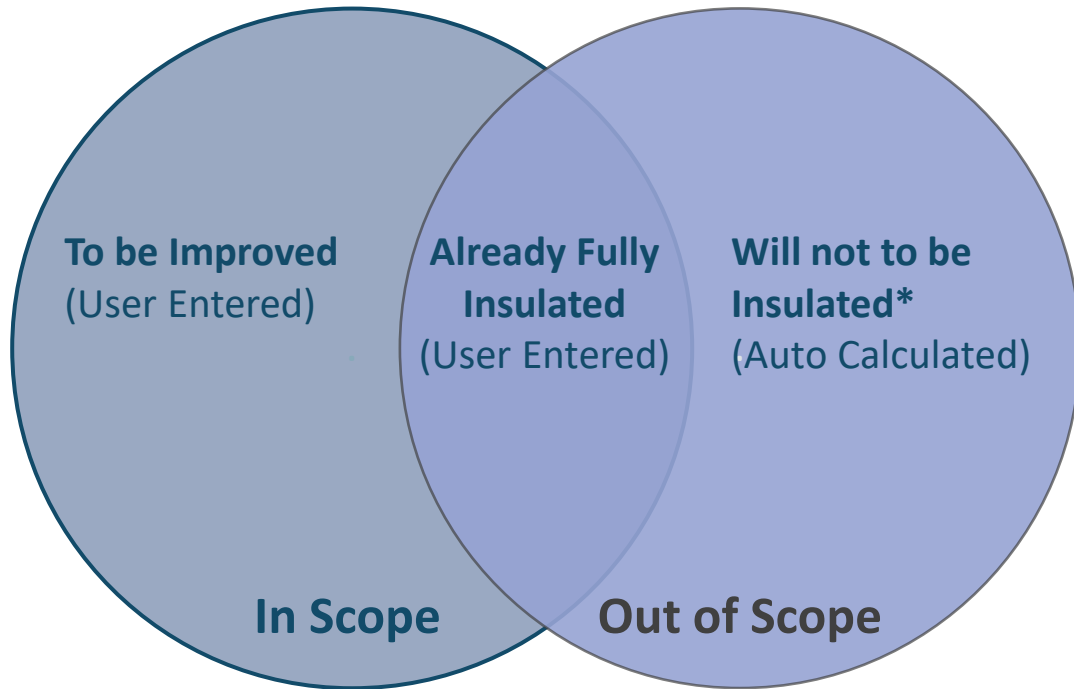 To be Improved
(User Entered)
Already Fully
Insulated
(User Entered)
Will not to be
Insulated*
(Auto Calculated)
In Scope
Out of Scope